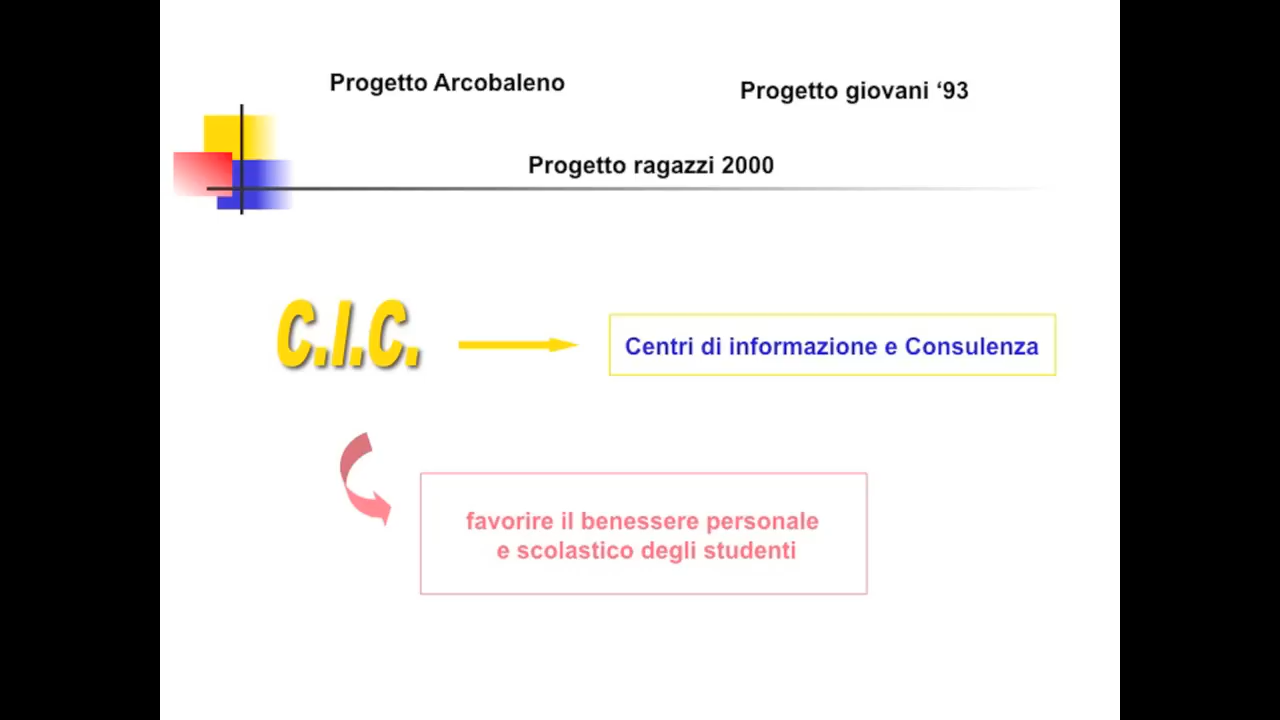 Progetto Arcobaleno
Progetto giovani ‘93
Progetto ragazzi 2000
C.I.C.
Centri di informazione e Consulenza
favorire il benessere personale
e scolastico degli studenti